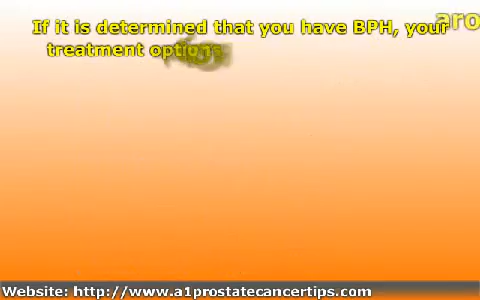 If it is determined that you have BPH, your
treatment options
Website: http://www.a1prostatecancertips.com